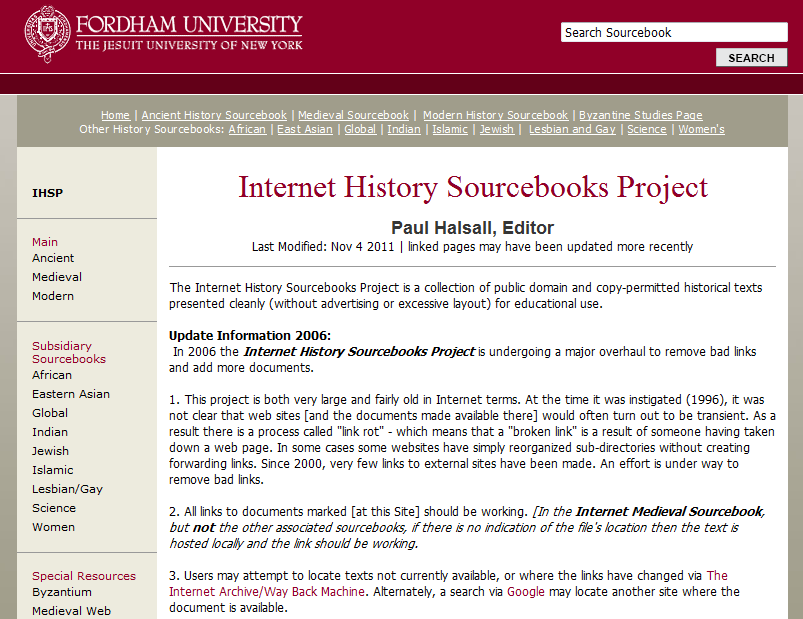 FORDHAM UNIVERSITY
THE JESUIT UNIVERSITY OF NEW YORK
Search Sourcebook
SEARCH
Home | Ancient History Sourcebook | Medieval Sourcebook | Modern History Sourcebook | Byzantine Studies Page
Other History Sourcebooks: African | East Asian | Global | Indian | Islamic | Jewish | Lesbian and Gay | Science | Women's
IHSP
Main
Ancient
Medieval
Modern
Subsidiary
Sourcebooks
African
Eastern Asian
Global
Indian
Jewish
Islamic
Lesbian/Gay
Science
Women
Special Resources
Byzantium
Medieval Web
Internet History Sourcebooks Project
Paul Halsall, Editor
Last Modified: Nov 4 2011 | linked pages may have been updated more recently
The Internet History Sourcebooks Project is a collection of public domain and copy-permitted historical texts
presented cleanly (without advertising or excessive layout) for educational use.
Update Information 2006:
In 2006 the Internet History Sourcebooks Project is undergoing a major overhaul to remove bad links
and add more documents.
1. This project is both very large and fairly old in Internet terms. At the time it was instigated (1996), it was
not clear that web sites [and the documents made available there] would often turn out to be transient. As a
result there is a process called "link rot" - which means that a "broken link" is a result of someone having taken
down a web page. In some cases some websites have simply reorganized sub-directories without creating
forwarding links. Since 2000, very few links to external sites have been made. An effort is under way to
remove bad links.
2. All links to documents marked [at this Site] should be working. [In the Internet Medieval Sourcebook,
but not the other associated sourcebooks, if there is no indication of the file's location then the text is
hosted locally and the link should be working.
3. Users may attempt to locate texts not currently available, or where the links have changed via The
Internet Archive/Way Back Machine. Alternately, a search via Google may locate another site where the
document is available.